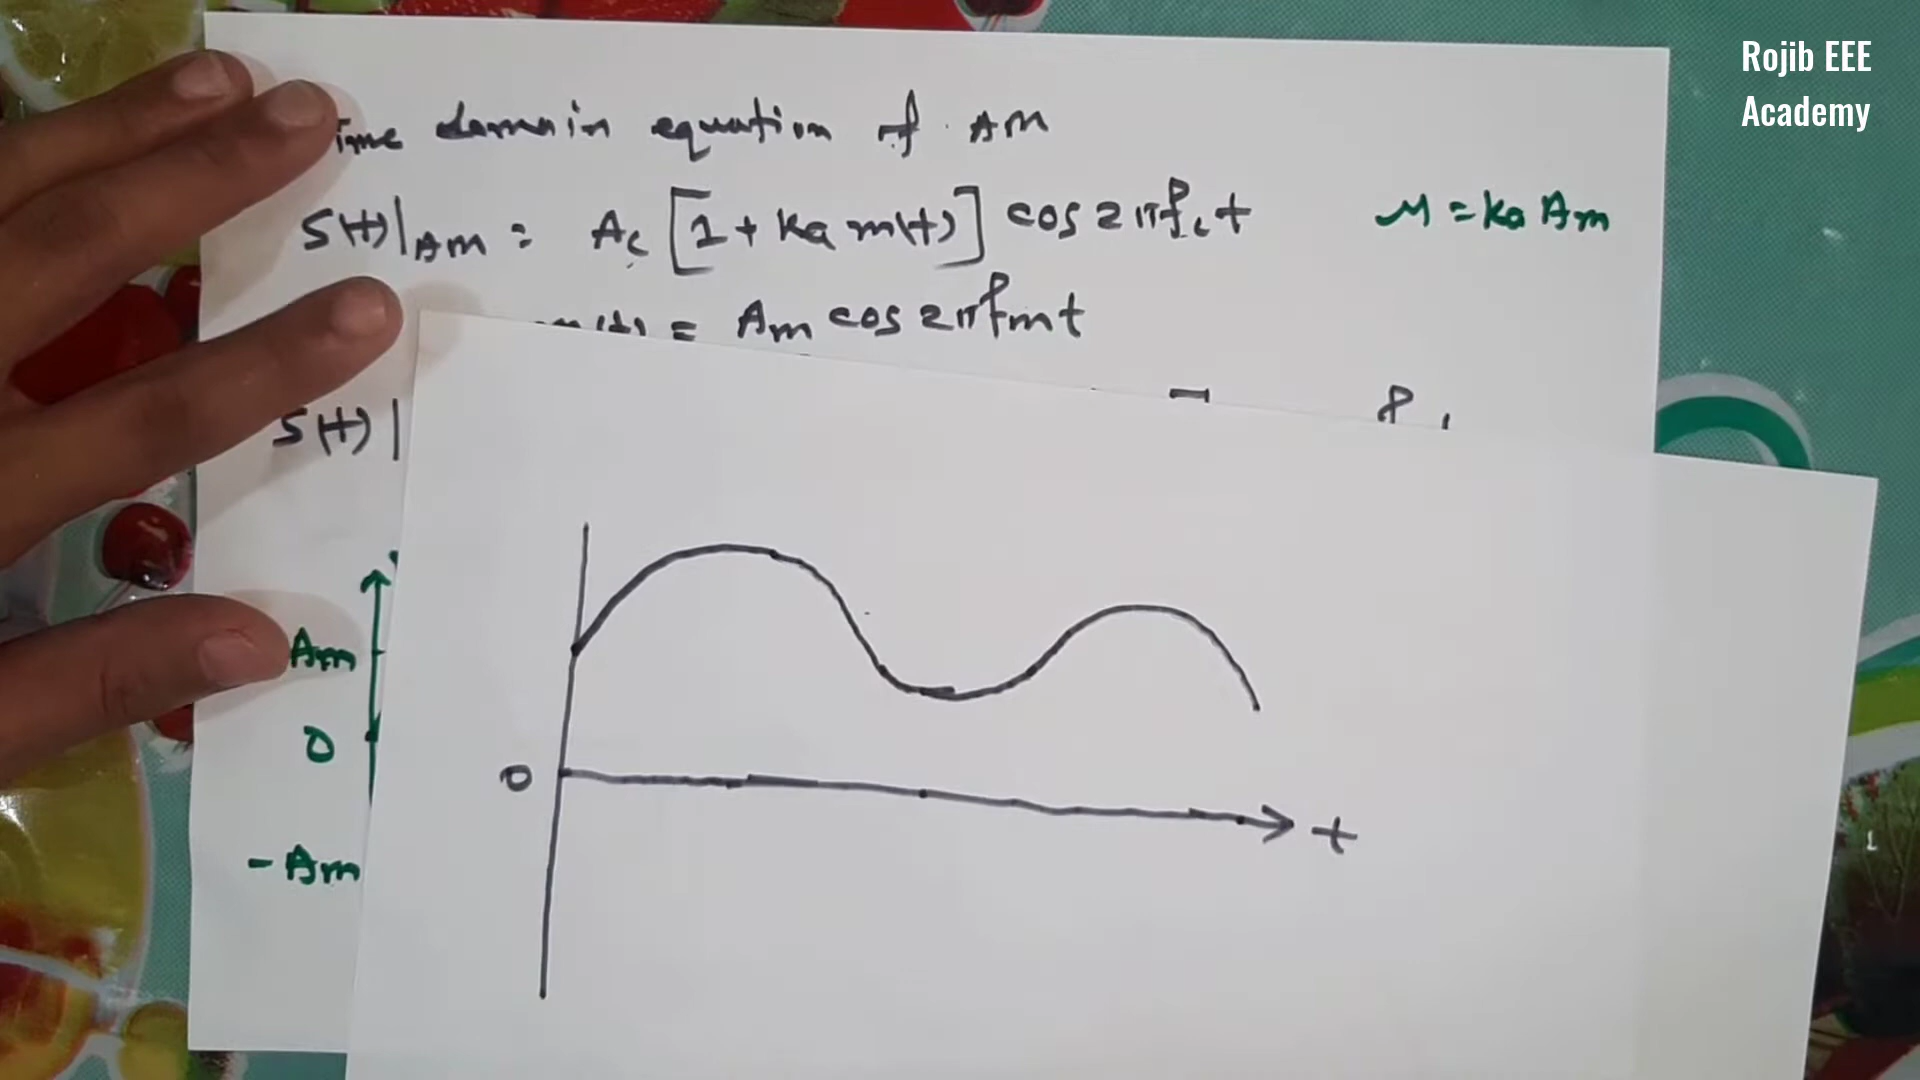 Rojib EEE
Academy
Time domain equation of AM
S(t)|AM = Ac [1 + Ka m(t)] cos 2πfct
μ = Ka Am
m(t) = Am cos 2πfmt
S(t)|
Am
0
-Am
0
t